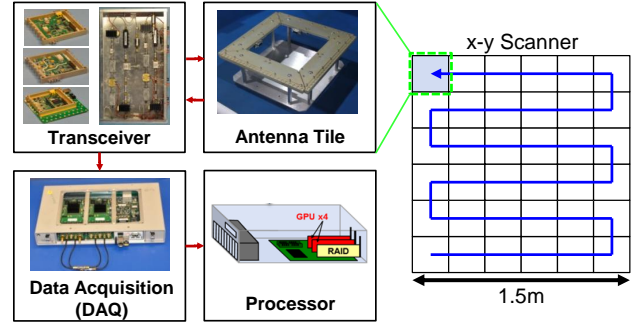 x-y Scanner
Transceiver
Antenna Tile
GPU x4
RAID
Data Acquisition
(DAQ)
Processor
1.5m